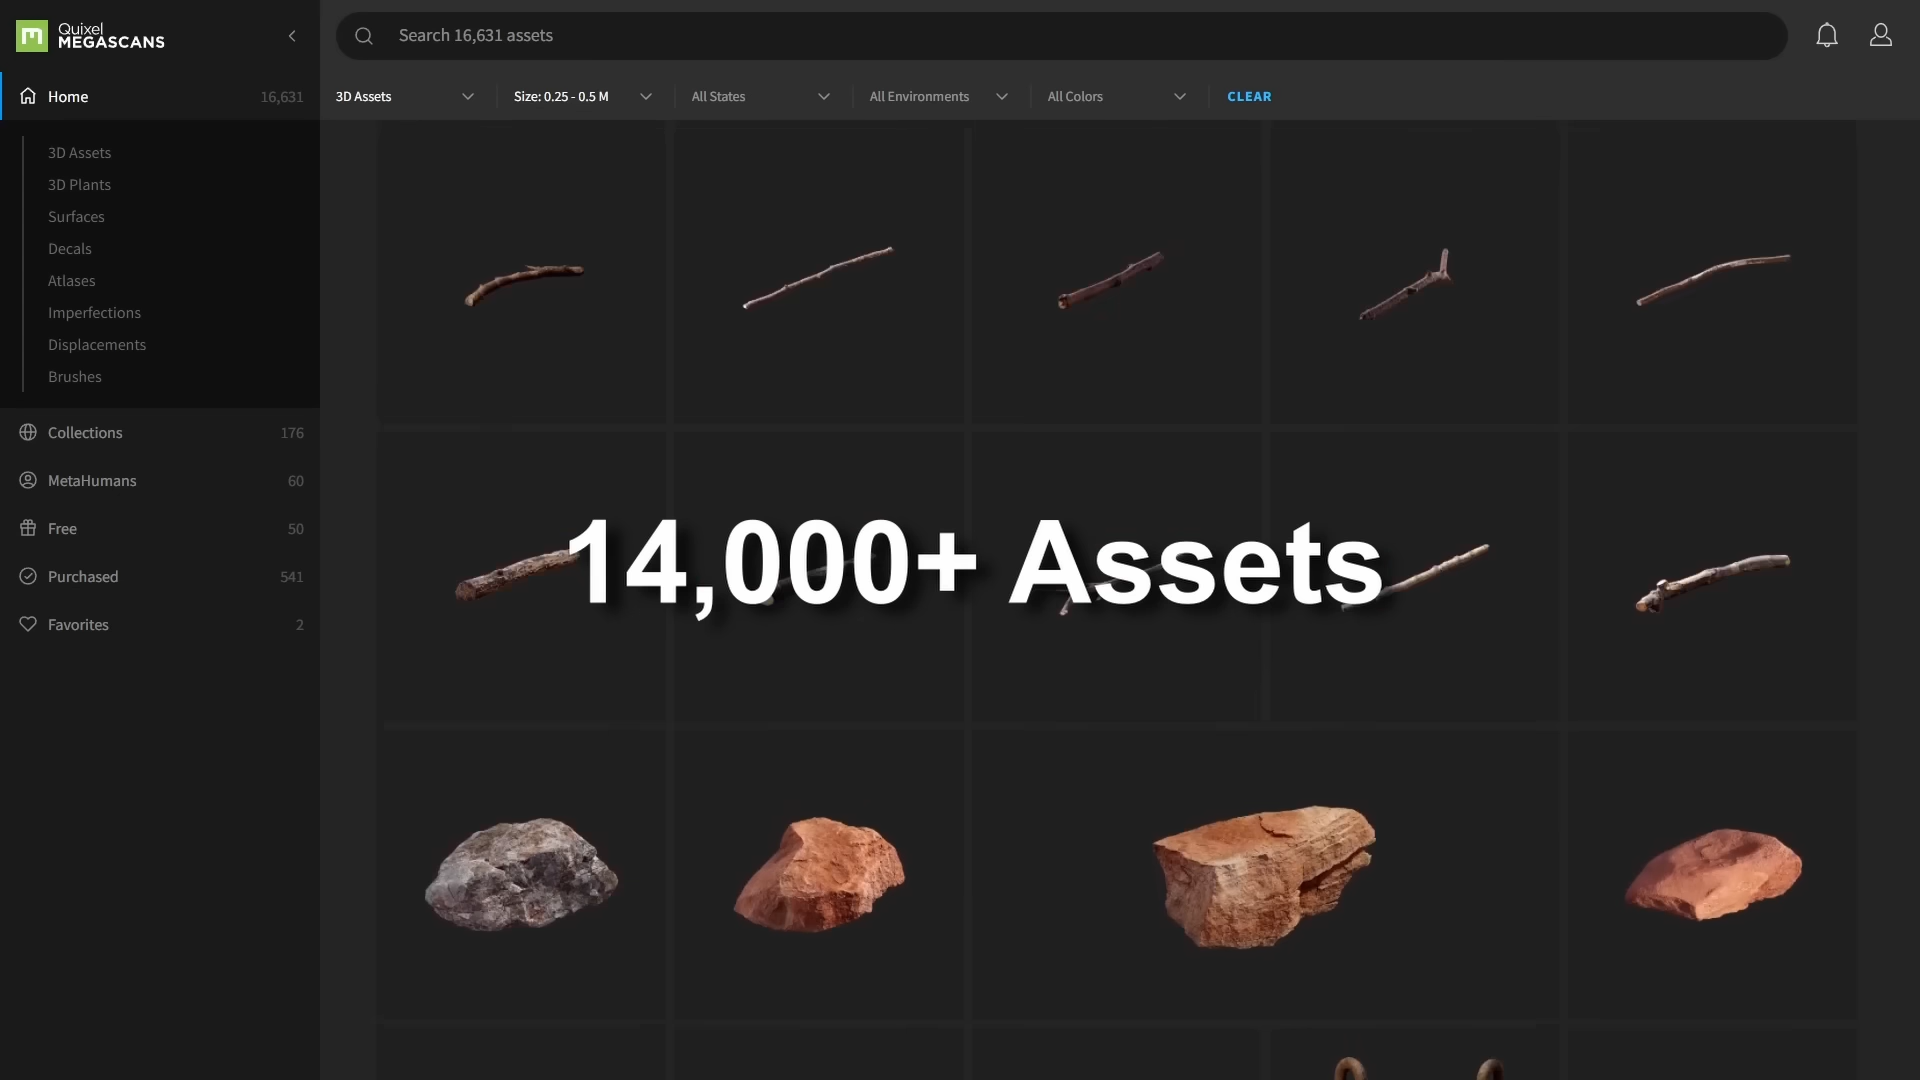 Quixel
MEGASCANS
Search 16,631 assets
Home 16,631
3D Assets
Size: 0.25 - 0.5 M
All States
All Environments
All Colors
CLEAR
3D Assets
3D Plants
Surfaces
Decals
Atlases
Imperfections
Displacements
Brushes
Collections 176
MetaHumans 60
Free 50
Purchased 541
Favorites 2
14,000+ Assets